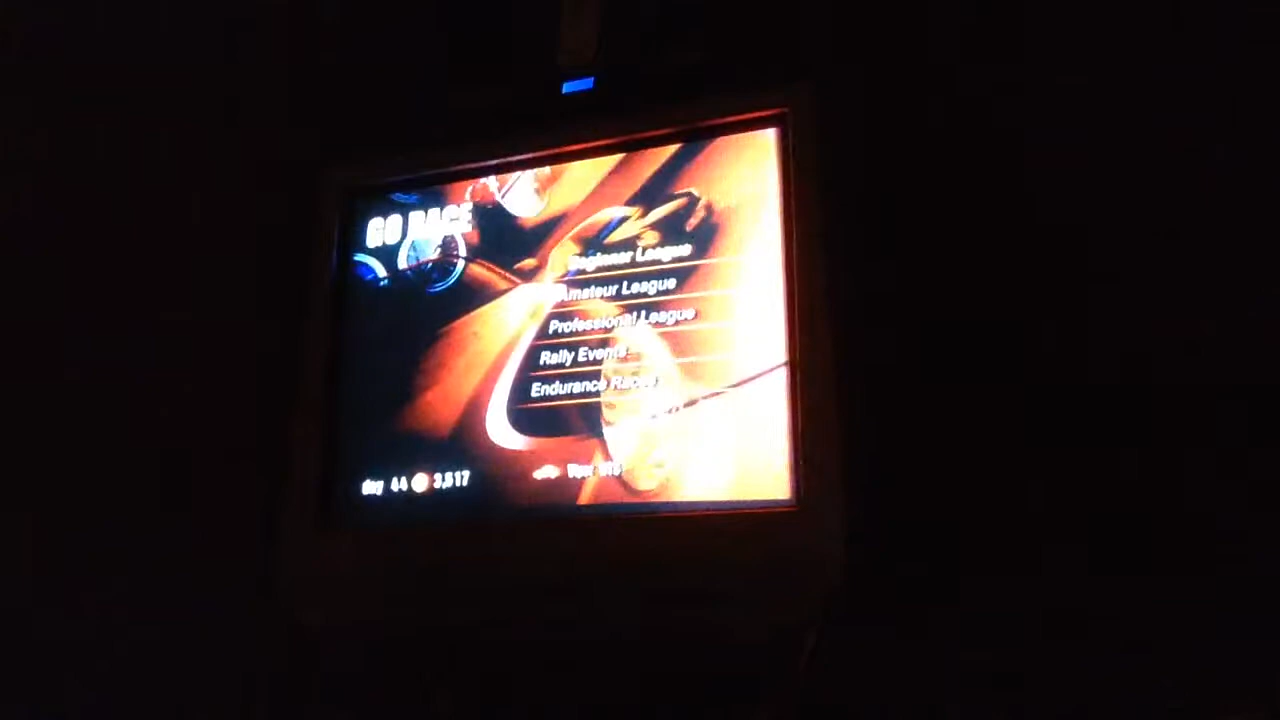 GO RACE
Beginner League
Amateur League
Professional League
Rally Events
Endurance Races
day 44 3,517